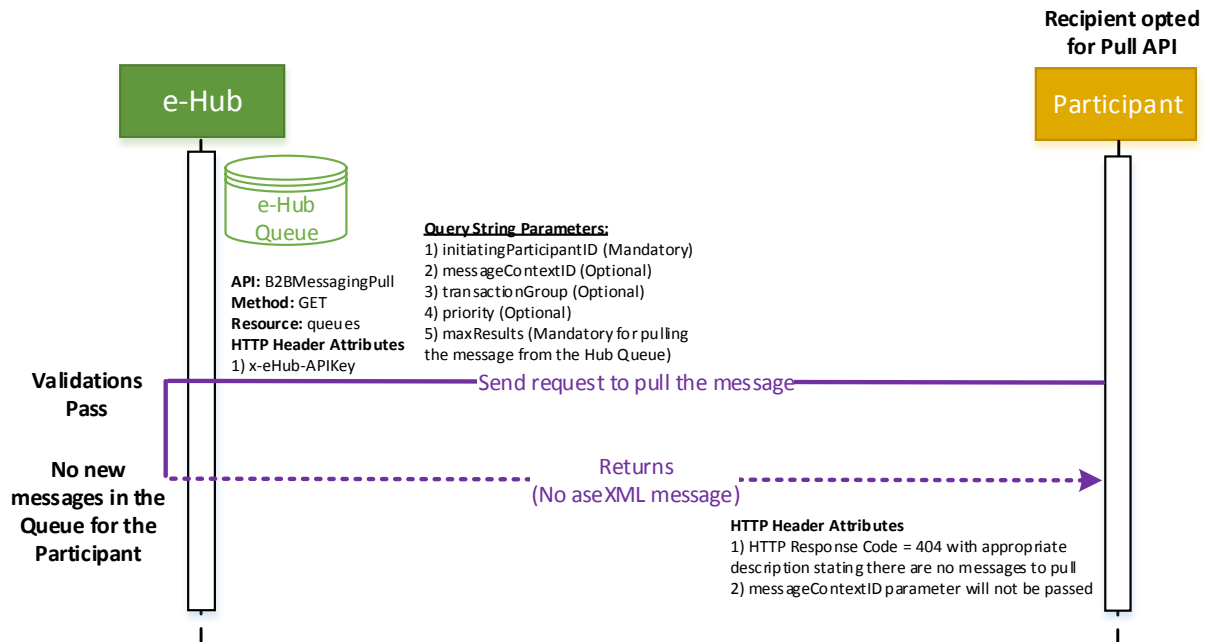 Recipient opted
for Pull API
e-Hub
Participant
e-Hub
Queue
Query String Parameters:
1) initiatingParticipantID (Mandatory)
2) messageContextID (Optional)
3) transactionGroup (Optional)
4) priority (Optional)
5) maxResults (Mandatory for pulling
the message from the Hub Queue)
API: B2BMessagingPull
Method: GET
Resource: queues
HTTP Header Attributes
1) x-eHub-APIKey
Validations
Pass
Send request to pull the message
No new
messages in the
Queue for the
Participant
Returns
(No aseXML message)
HTTP Header Attributes
1) HTTP Response Code = 404 with appropriate
description stating there are no messages to pull
2) messageContextID parameter will not be passed